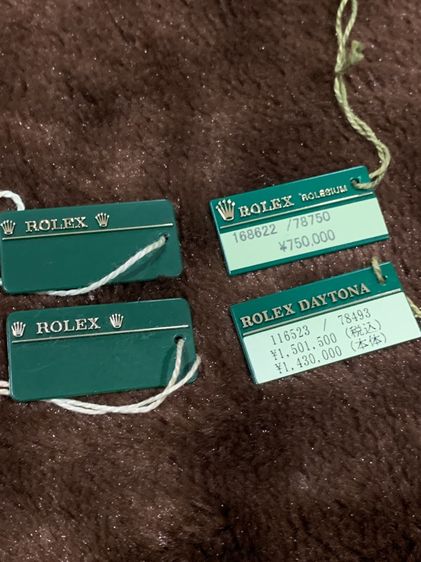 ROLEX
ROLEX
ROLEX ROLESIUM
168622 /78750
¥750,000
ROLEX DAYTONA
116523 / 78493
¥1,501,500 (税込)
¥1,430,000 (本体)